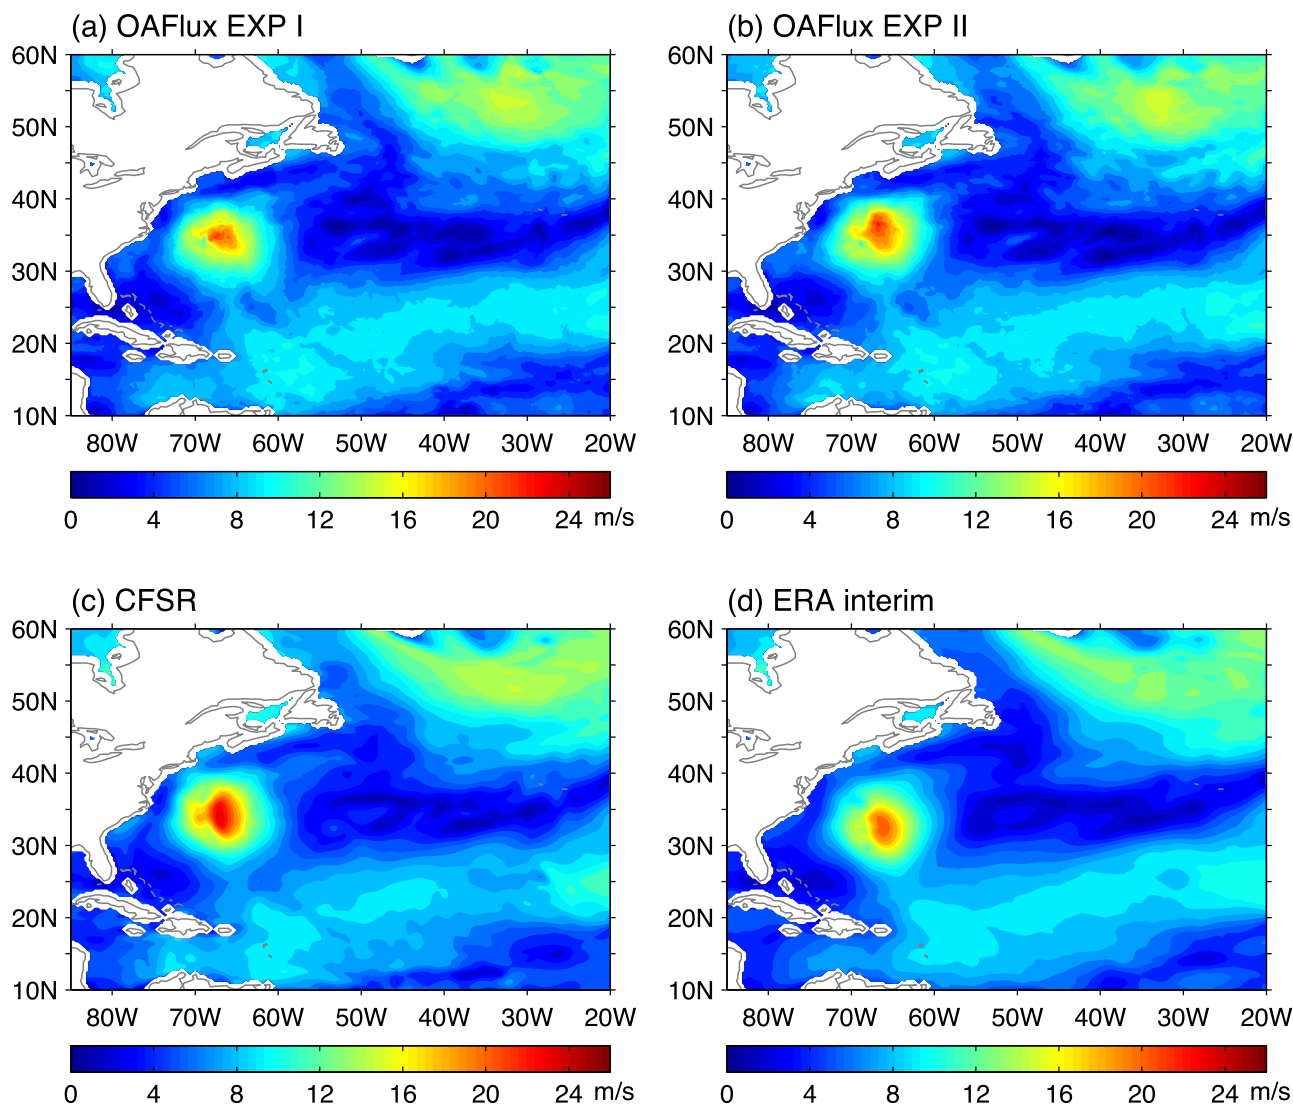 (a) OAFlux EXP I
60N
50N
40N
30N
20N
10N
80W 70W 60W 50W 40W 30W 20W
0 4 8 12 16 20 24 m/s
(b) OAFlux EXP II
60N
50N
40N
30N
20N
10N
80W 70W 60W 50W 40W 30W 20W
0 4 8 12 16 20 24 m/s
(c) CFSR
60N
50N
40N
30N
20N
10N
80W 70W 60W 50W 40W 30W 20W
0 4 8 12 16 20 24 m/s
(d) ERA interim
60N
50N
40N
30N
20N
10N
80W 70W 60W 50W 40W 30W 20W
0 4 8 12 16 20 24 m/s